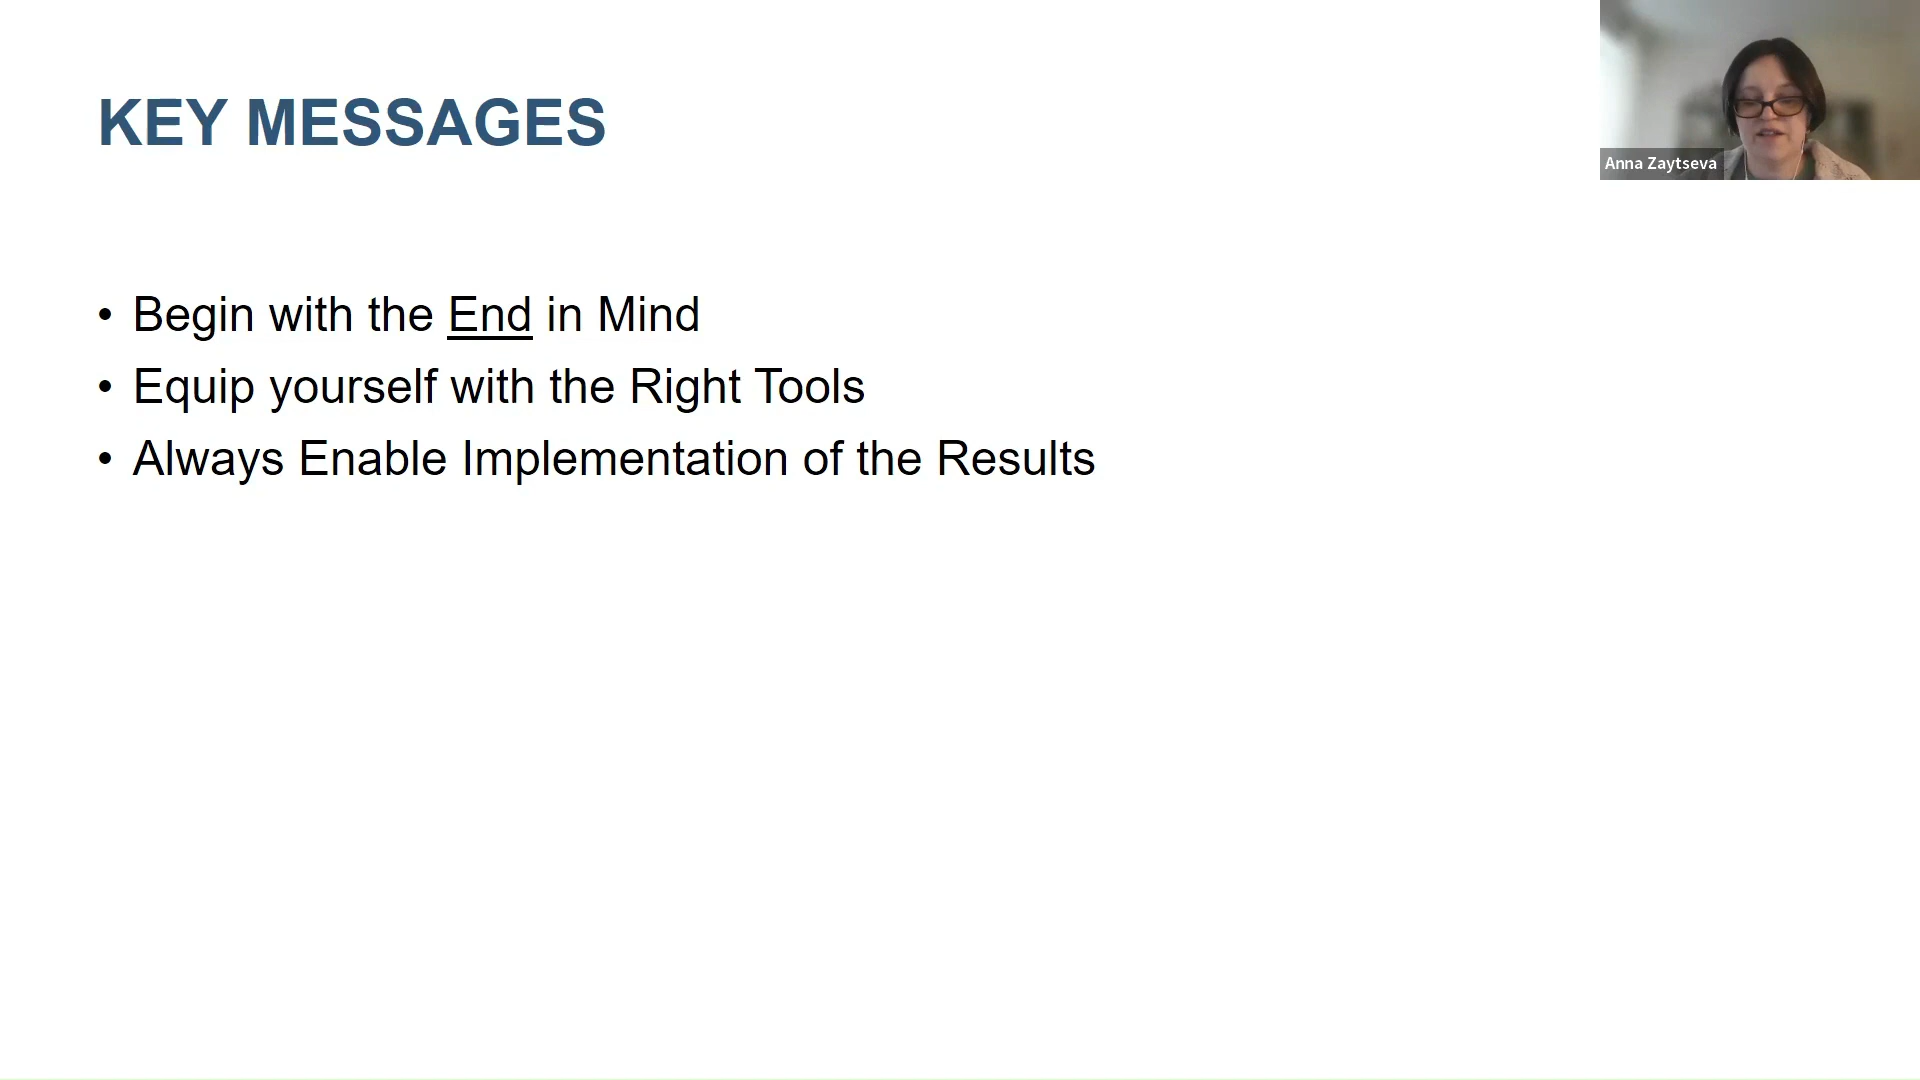 KEY MESSAGES
Anna Zaytseva
• Begin with the End in Mind
• Equip yourself with the Right Tools
• Always Enable Implementation of the Results